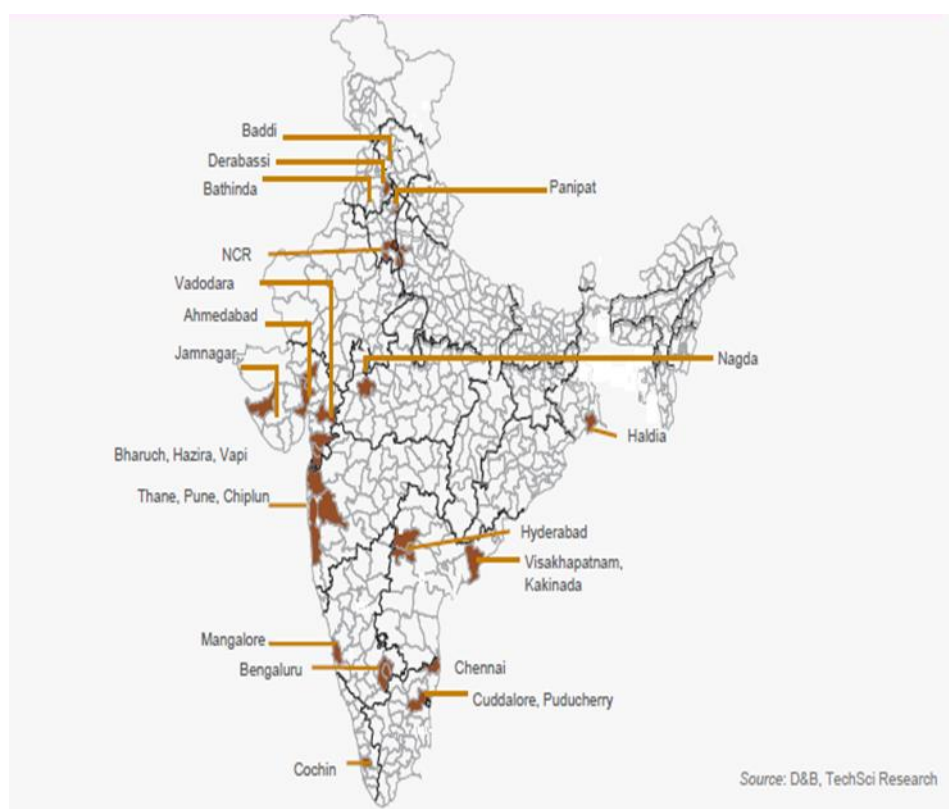 Baddi
Derabassi
Bathinda
Panipat
NCR
Vadodara
Ahmedabad
Jamnagar
Nagda
Haldia
Bharuch, Hazira, Vapi
Thane, Pune, Chiplun
Hyderabad
Visakhapatnam,
Kakinada
Mangalore
Bengaluru
Chennai
Cuddalore, Puducherry
Cochin
Source: D&B, TechSci Research